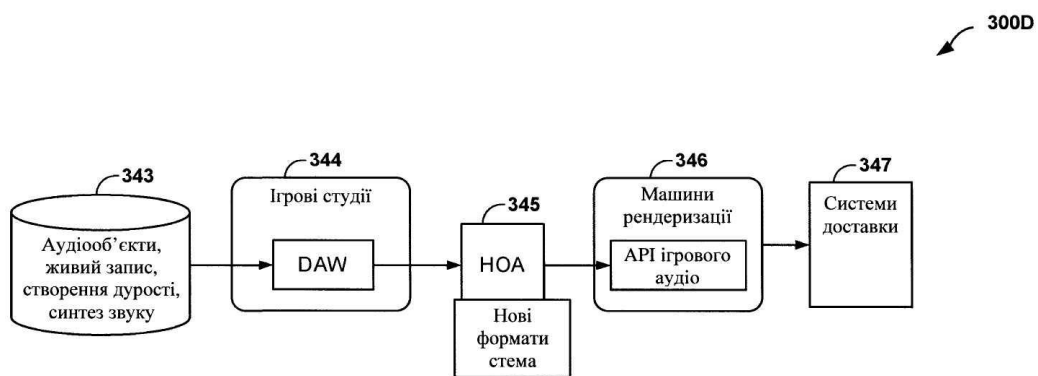 300D
343
Аудіооб’єкти,
живий запис,
створення дурості,
синтез звуку
344
Ігрові студії
DAW
345
HOA
Нові
формати
стема
346
Машини
рендеризації
АРІ ігрового
аудіо
347
Системи
доставки